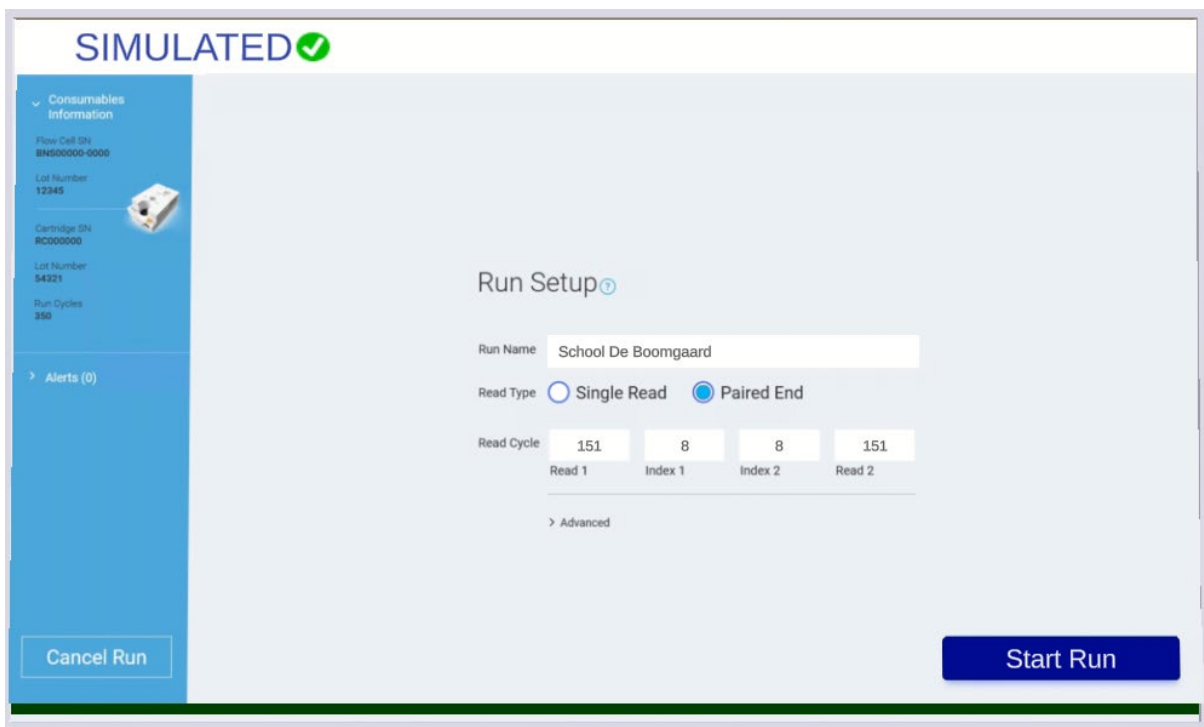 SIMULATED
Consumables
Information
Flow Cell SN
BNS00000-0000
Lot Number
12345
Cartridge SN
RC000000
Lot Number
54321
Run Cycles
350
Alerts (0)
Cancel Run
Run Setup ?
Run Name School De Boomgaard
Read Type Single Read Paired End
Read Cycle 151 8 8 151
Read 1 Index 1 Index 2 Read 2
Advanced
Start Run